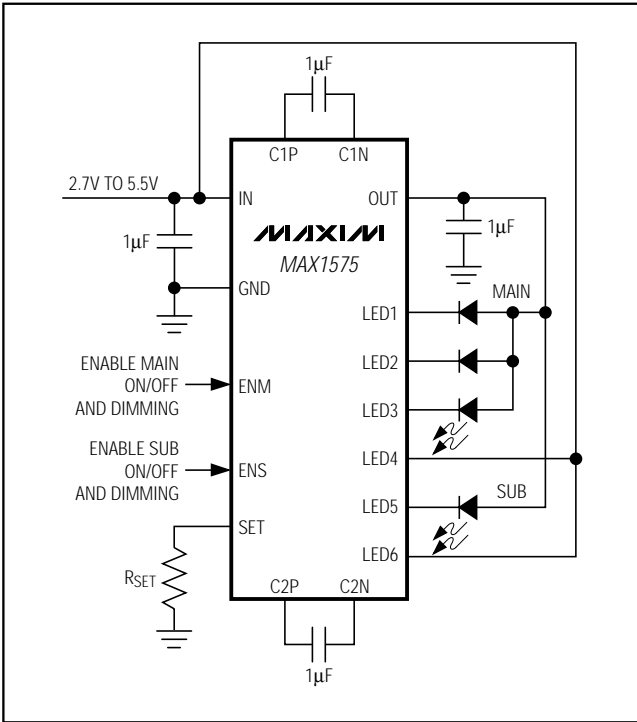 1µF
C1P
C1N
2.7V TO 5.5V
IN
OUT
1µF
MAXIM
MAX1575
1µF
GND
LED1
MAIN
LED2
ENABLE MAIN
ON/OFF
AND DIMMING
ENM
LED3
ENABLE SUB
ON/OFF
AND DIMMING
ENS
LED4
LED5
SUB
SET
LED6
RSET
C2P
C2N
1µF